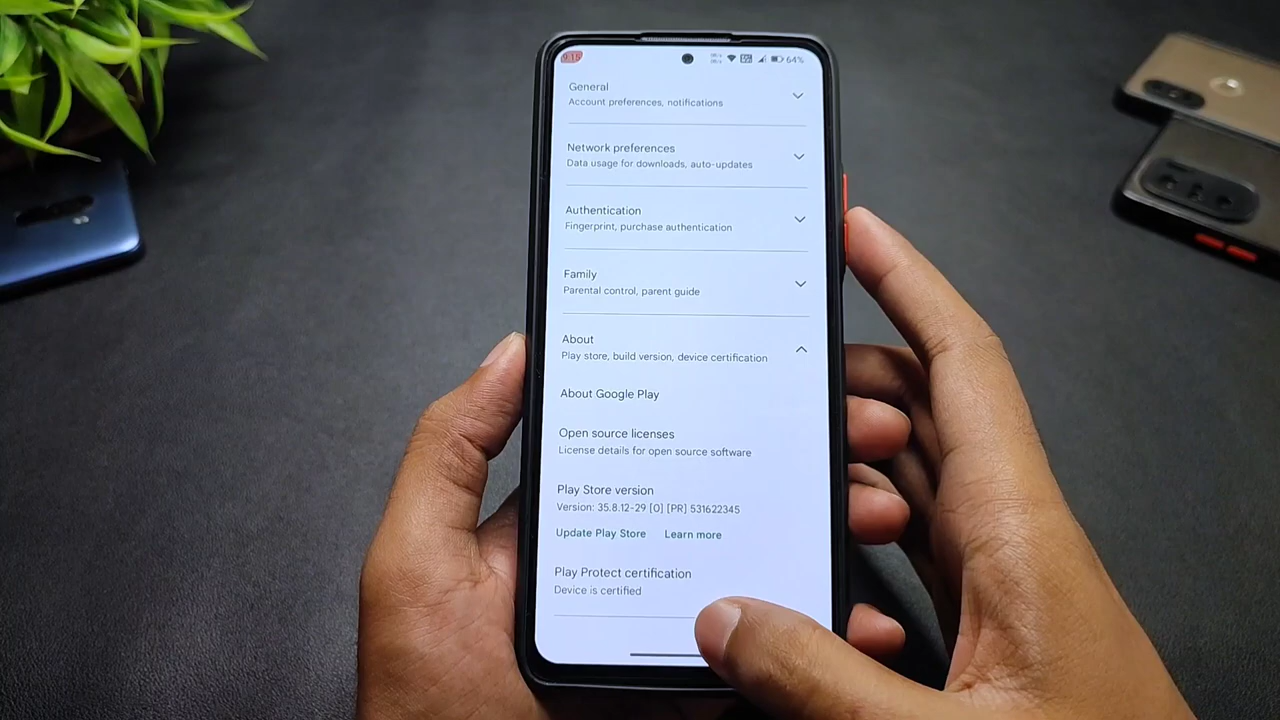 9:15
64%
General
Account preferences, notifications
Network preferences
Data usage for downloads, auto-updates
Authentication
Fingerprint, purchase authentication
Family
Parental control, parent guide
About
Play store, build version, device certification
About Google Play
Open source licenses
License details for open source software
Play Store version
Version: 35.8.12-29 [0] [PR] 531622345
Update Play Store Learn more
Play Protect certification
Device is certified